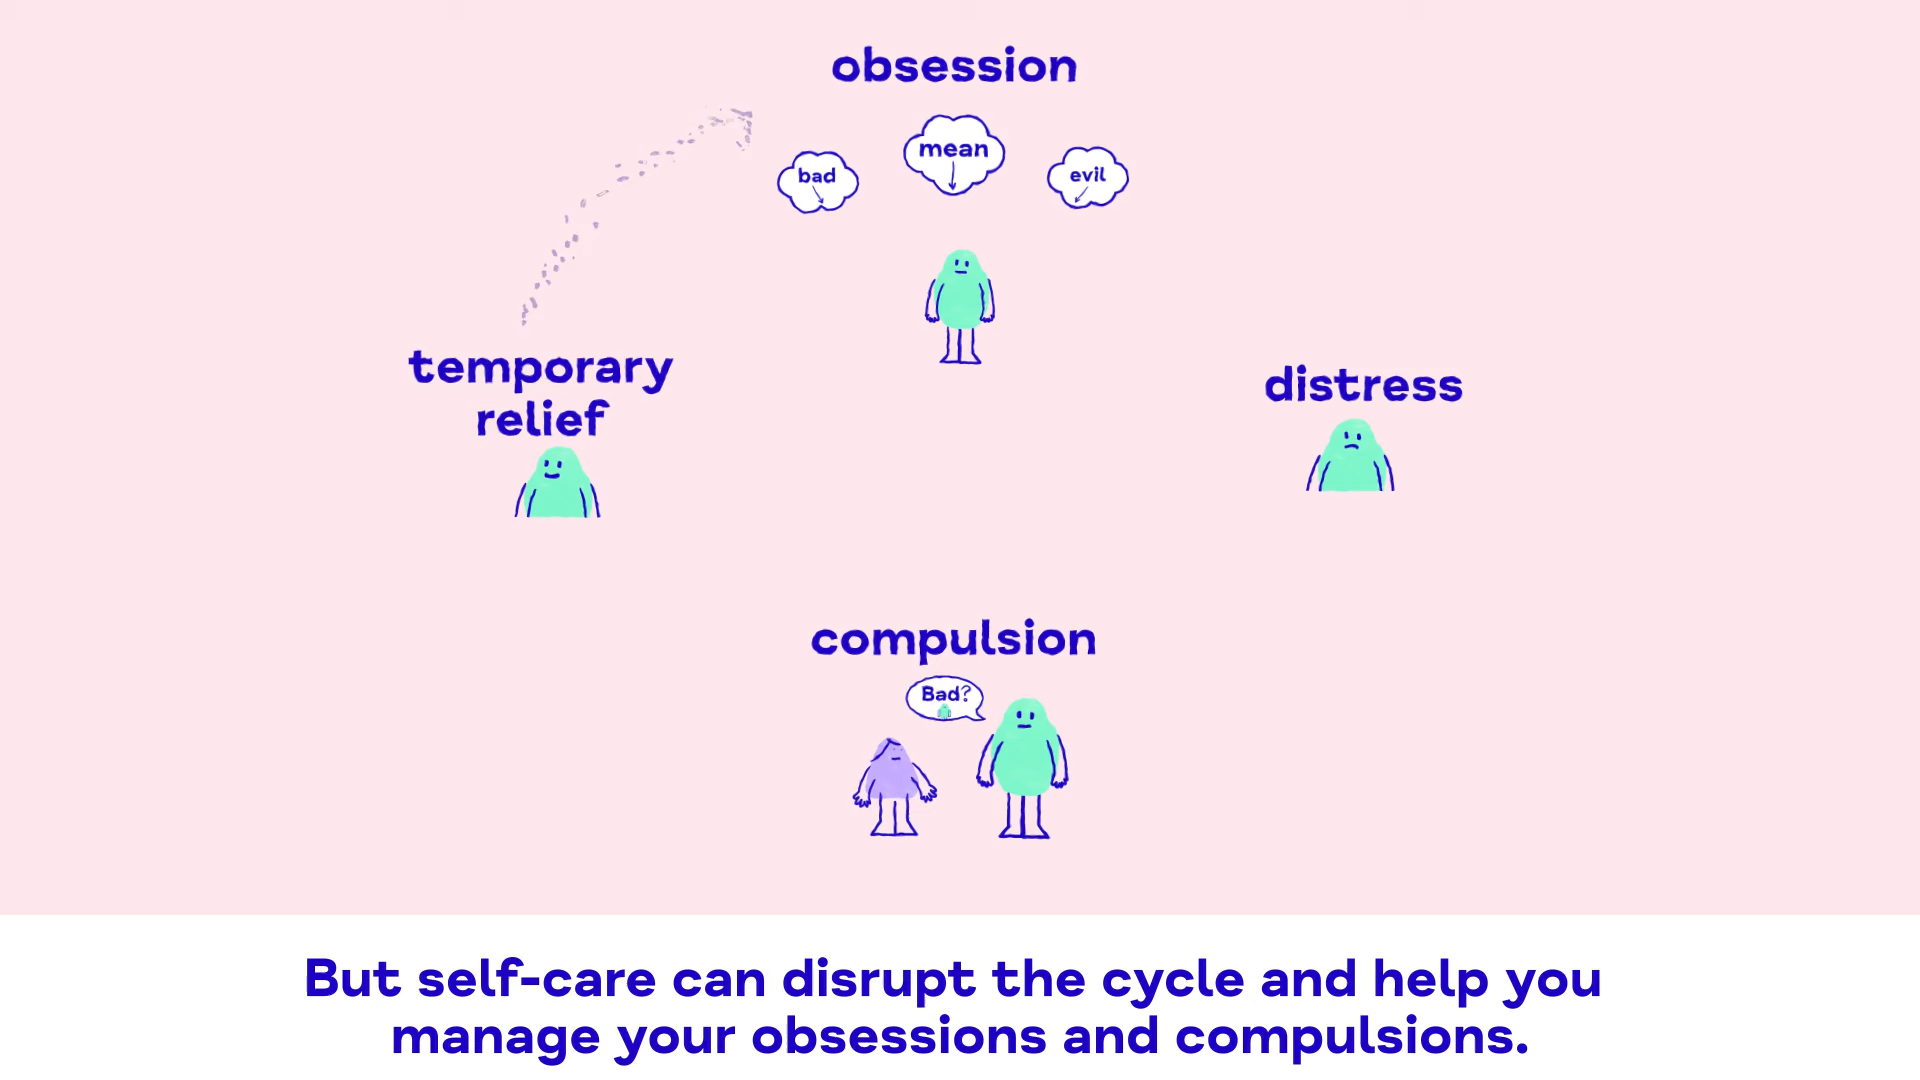 obsession
mean
bad
evil
temporary
relief
distress
compulsion
Bad?
But self-care can disrupt the cycle and help you
manage your obsessions and compulsions.